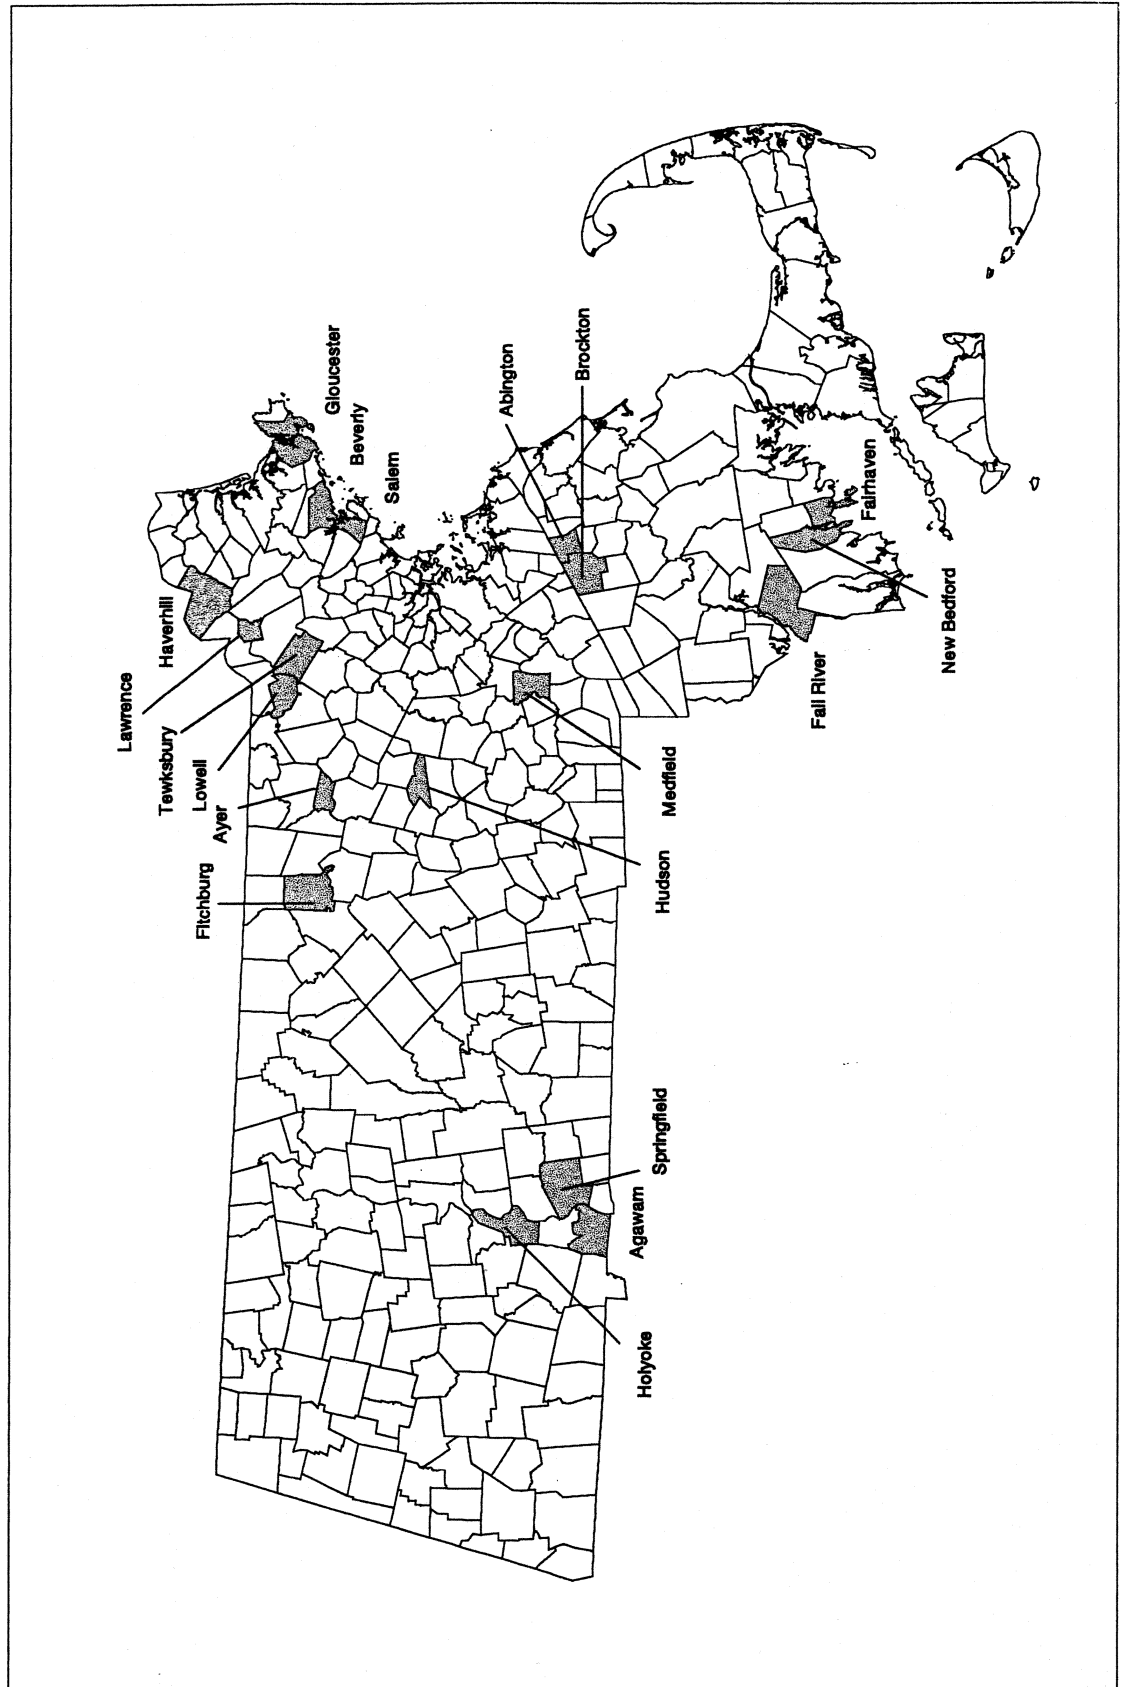 Lawrence
Haverhill
Tewksbury
Lowell
Ayer
Fitchburg
Gloucester
Beverly
Salem
Abington
Brockton
Fairhaven
New Bedford
Fall River
Medfield
Hudson
Springfield
Agawam
Holyoke